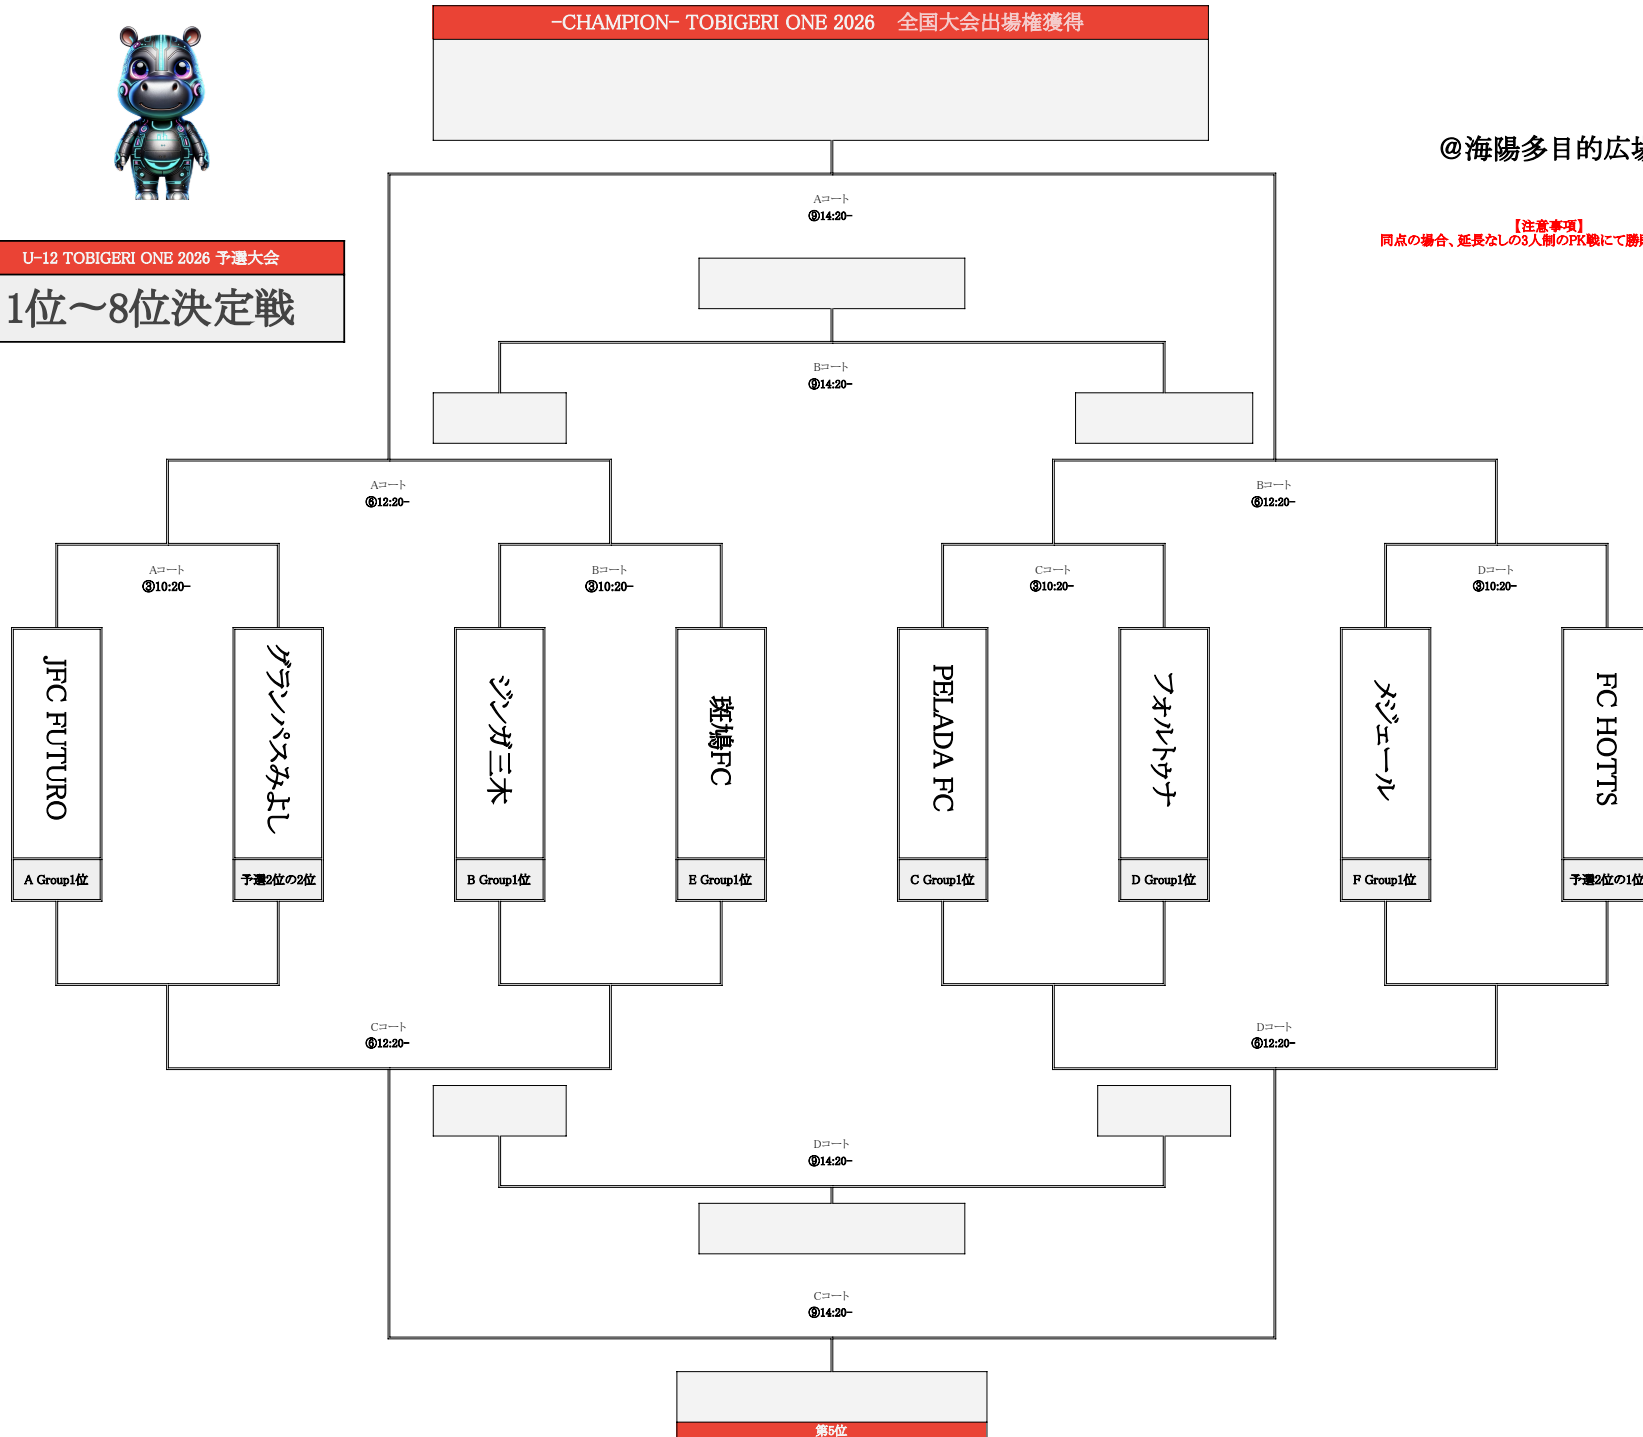 -CHAMPION- TOBIGERI ONE 2026　全国大会出場権獲得
@海陽多目的広
Aコート
⑨14:20-
【注意事項】
同点の場合、延長なしの3人制のPK戦にて勝
U-12 TOBIGERI ONE 2026 予選大会
1位～8位決定戦
Bコート
⑨14:20-
Aコート
⑥12:20-
Bコート
⑥12:20-
Aコート
③10:20-
Bコート
③10:20-
Cコート
③10:20-
Dコート
③10:20-
JFC FUTURO
グランパスみよし
ジンガ三木
斑鳩FC
PELADA FC
フォルトゥナ
メジェール
FC HOTTS
A Group1位
予選2位の2位
B Group1位
E Group1位
C Group1位
D Group1位
F Group1位
予選2位の1位
Cコート
⑥12:20-
Dコート
⑥12:20-
Dコート
⑨14:20-
Cコート
⑨14:20-
第5位